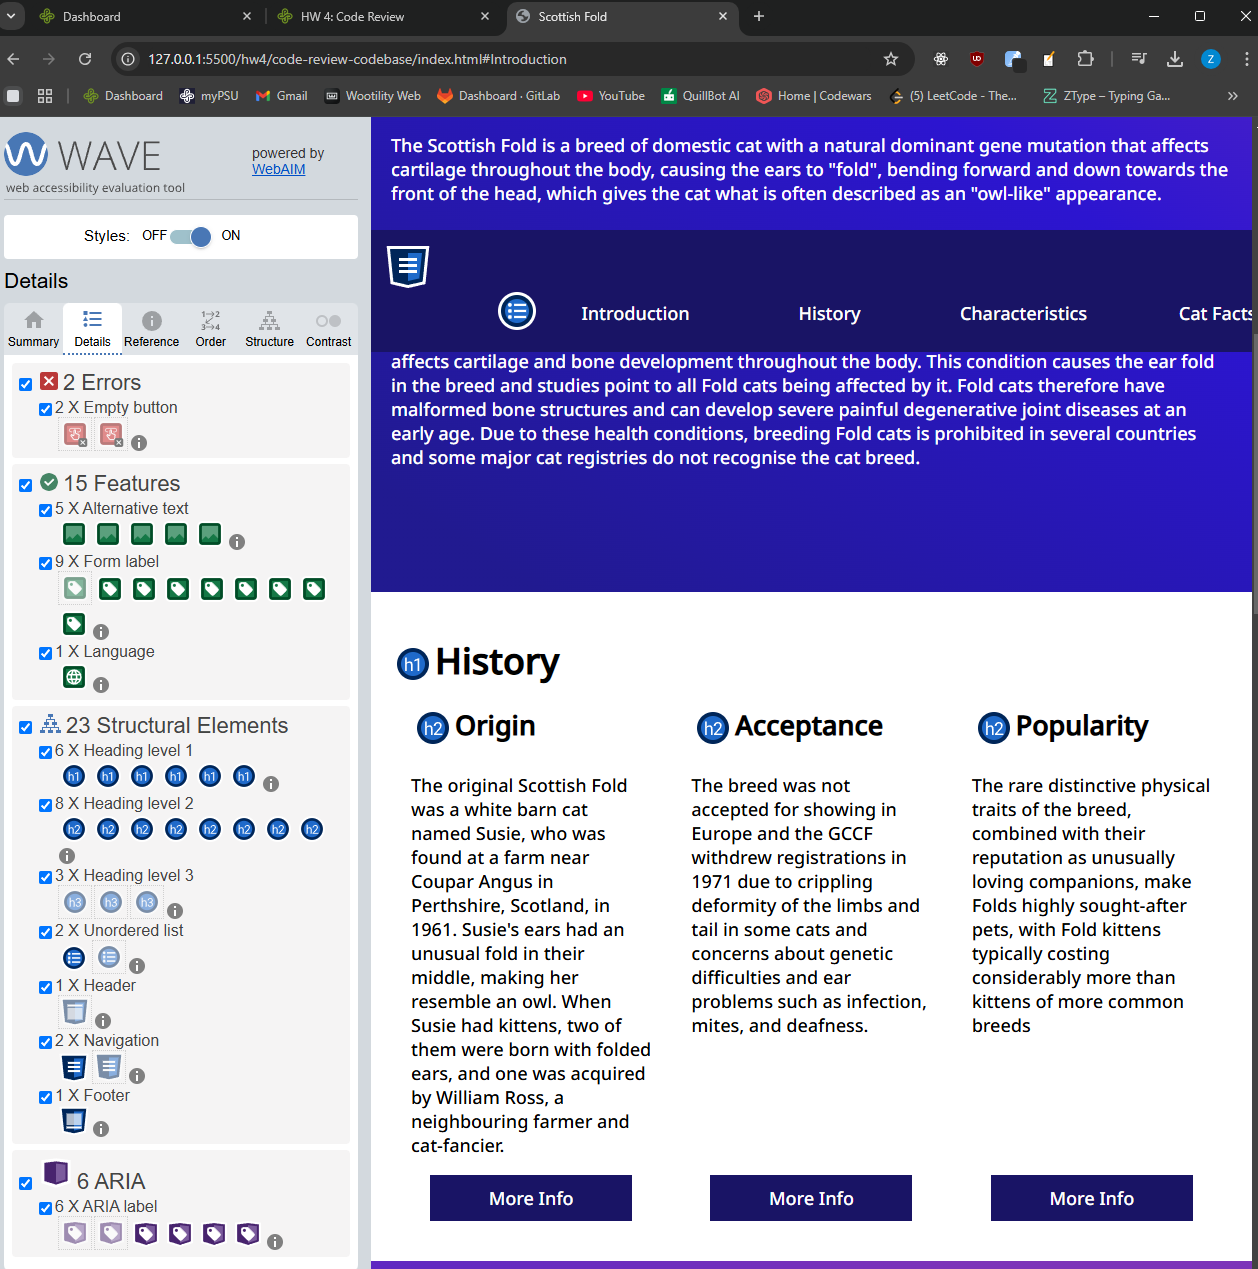 Dashboard
HW 4: Code Review
Scottish Fold
127.0.0.1:5500/hw4/code-review-codebase/index.html#Introduction
Z
Dashboard
myPSU
Gmail
Wootility Web
Dashboard · GitLab
YouTube
QuillBot AI
Home | Codewars
(5) LeetCode - The...
ZType – Typing Ga...
WAVE
web accessibility evaluation tool
powered by
WebAIM
Styles: OFF ON
Details
Summary
Details
Reference
Order
Structure
Contrast
2 Errors
2 X Empty button
15 Features
5 X Alternative text
9 X Form label
1 X Language
23 Structural Elements
6 X Heading level 1
h1 h1 h1 h1 h1 h1
8 X Heading level 2
h2 h2 h2 h2 h2 h2 h2 h2
3 X Heading level 3
h3 h3 h3
2 X Unordered list
1 X Header
2 X Navigation
1 X Footer
6 ARIA
6 X ARIA label
The Scottish Fold is a breed of domestic cat with a natural dominant gene mutation that affects
cartilage throughout the body, causing the ears to "fold", bending forward and down towards the
front of the head, which gives the cat what is often described as an "owl-like" appearance.
Introduction
History
Characteristics
Cat Facts
affects cartilage and bone development throughout the body. This condition causes the ear fold
in the breed and studies point to all Fold cats being affected by it. Fold cats therefore have
malformed bone structures and can develop severe painful degenerative joint diseases at an
early age. Due to these health conditions, breeding Fold cats is prohibited in several countries
and some major cat registries do not recognise the cat breed.
h1 History
h2 Origin
The original Scottish Fold
was a white barn cat
named Susie, who was
found at a farm near
Coupar Angus in
Perthshire, Scotland, in
1961. Susie's ears had an
unusual fold in their
middle, making her
resemble an owl. When
Susie had kittens, two of
them were born with folded
ears, and one was acquired
by William Ross, a
neighbouring farmer and
cat-fancier.
More Info
h2 Acceptance
The breed was not
accepted for showing in
Europe and the GCCF
withdrew registrations in
1971 due to crippling
deformity of the limbs and
tail in some cats and
concerns about genetic
difficulties and ear
problems such as infection,
mites, and deafness.
More Info
h2 Popularity
The rare distinctive physical
traits of the breed,
combined with their
reputation as unusually
loving companions, make
Folds highly sought-after
pets, with Fold kittens
typically costing
considerably more than
kittens of more common
breeds
More Info